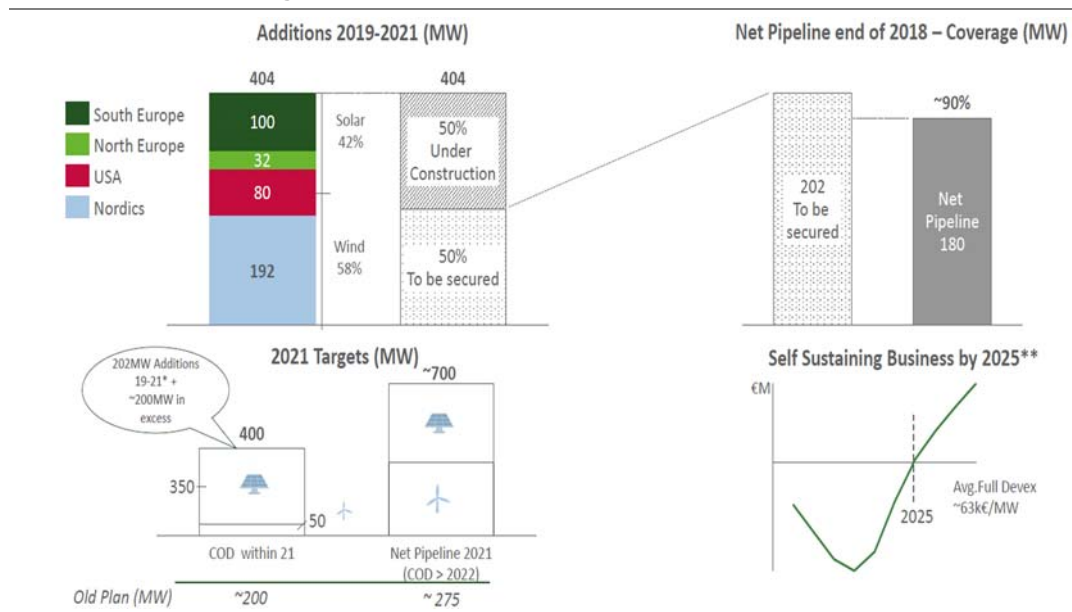 Additions 2019-2021 (MW)
404
404
South Europe
North Europe
USA
Nordics
100
32
80
192
Solar
42%
Wind
58%
50%
Under
Construction
50%
To be secured
Net Pipeline end of 2018 – Coverage (MW)
~90%
202
To be
secured
Net
Pipeline
180
2021 Targets (MW)
202MW Additions
19-21* +
~200MW in
excess
400
350
50
~700
COD within 21
Net Pipeline 2021
(COD > 2022)
Old Plan (MW)
~200
~ 275
Self Sustaining Business by 2025**
€M
2025
Avg.Full Devex
~63k€/MW